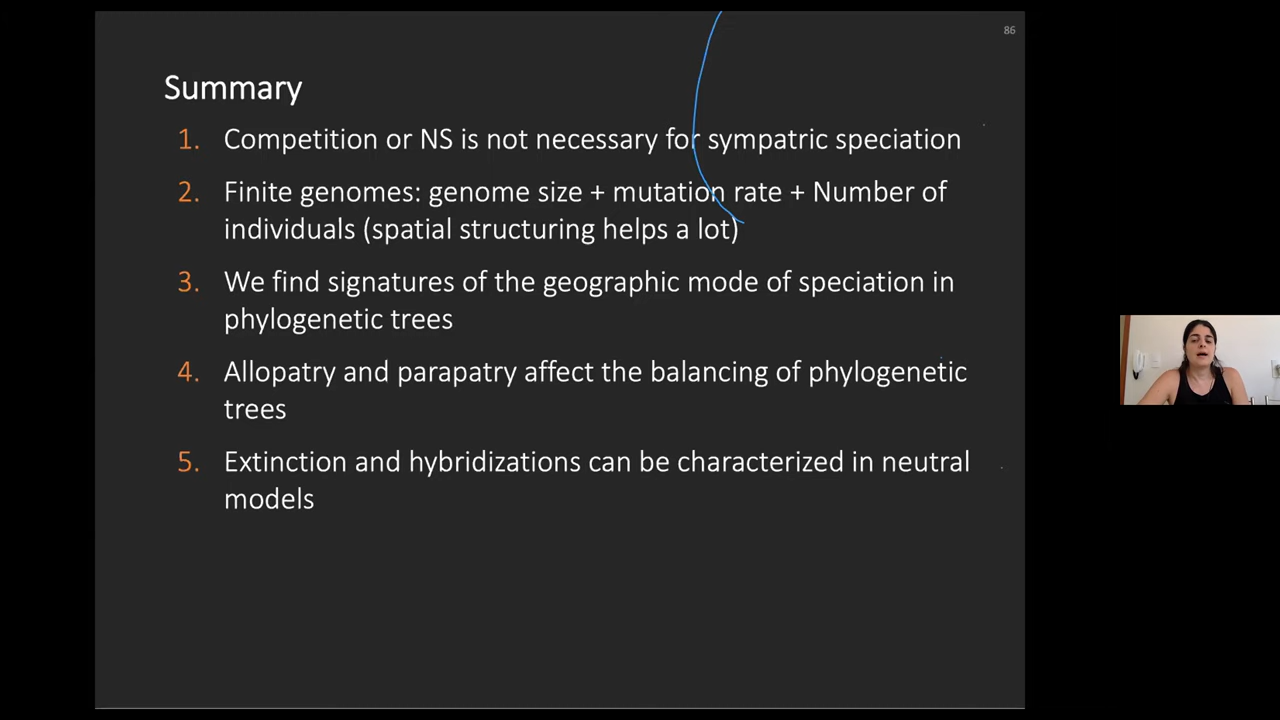 86
Summary
1. Competition or NS is not necessary for sympatric speciation
2. Finite genomes: genome size + mutation rate + Number of
individuals (spatial structuring helps a lot)
3. We find signatures of the geographic mode of speciation in
phylogenetic trees
4. Allopatry and parapatry affect the balancing of phylogenetic
trees
5. Extinction and hybridizations can be characterized in neutral
models